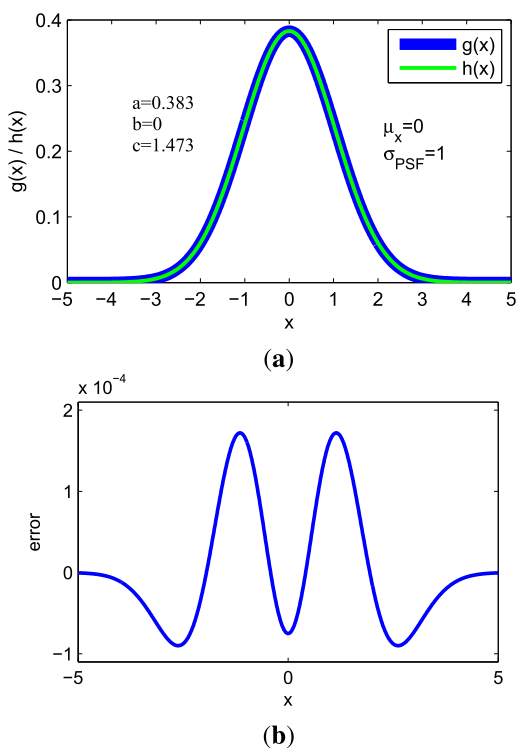 0.4
0.3
0.2
0.1
0
g(x) / h(x)
g(x)
h(x)
a=0.383
b=0
c=1.473
μx=0
σPSF=1
−5 −4 −3 −2 −1 0 1 2 3 4 5
x
(a)
x 10−4
2
1
0
−1
error
−5 0 5
x
(b)